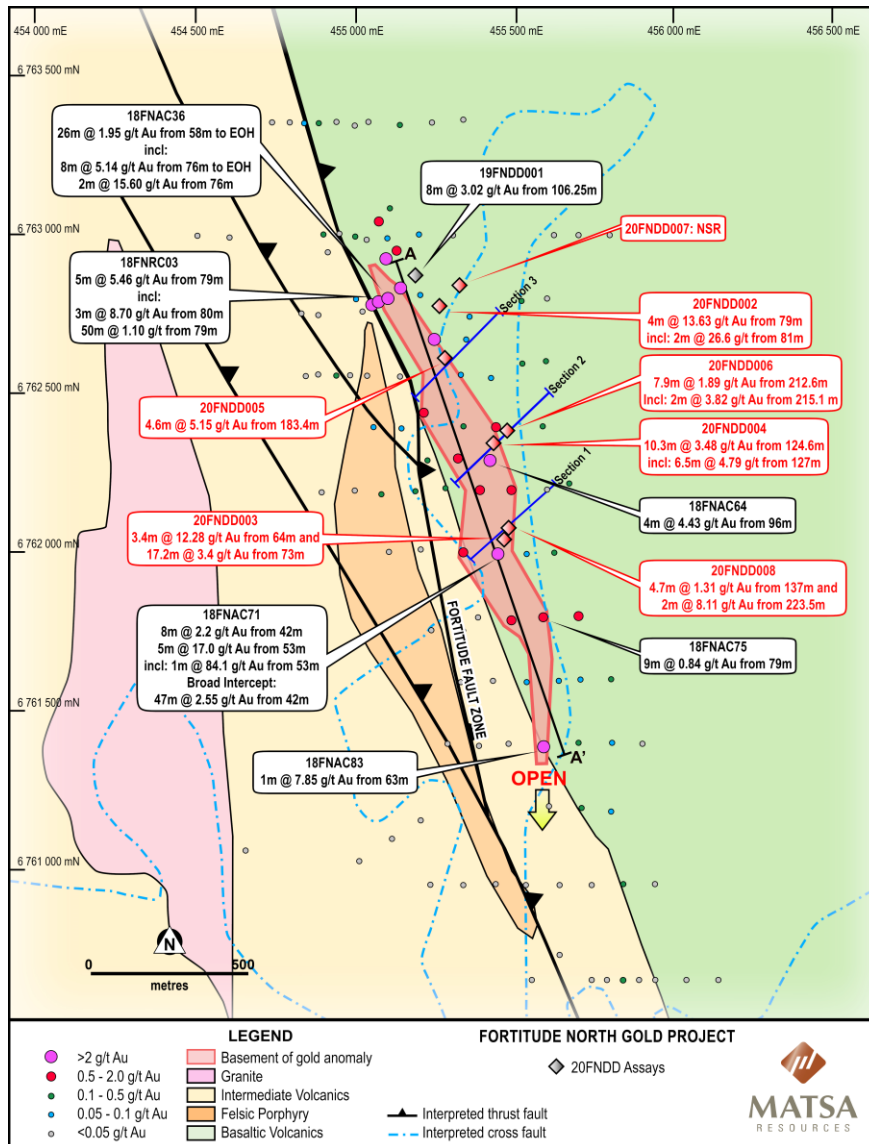 454 000 mE
454 500 mE
455 000 mE
455 500 mE
456 000 mE
456 500 mE
6 763 500 mN
6 763 000 mN
6 762 500 mN
6 762 000 mN
6 761 500 mN
6 761 000 mN
18FNAC36
26m @ 1.95 g/t Au from 58m to EOH
incl:
8m @ 5.14 g/t Au from 76m to EOH
2m @ 15.60 g/t Au from 76m
19FNDD001
8m @ 3.02 g/t Au from 106.25m
20FNDD007: NSR
A
Section 3
18FNRC03
5m @ 5.46 g/t Au from 79m
incl:
3m @ 8.70 g/t Au from 80m
50m @ 1.10 g/t Au from 79m
20FNDD002
4m @ 13.63 g/t Au from 79m
incl: 2m @ 26.6 g/t from 81m
20FNDD006
7.9m @ 1.89 g/t Au from 212.6m
Incl: 2m @ 3.82 g/t Au from 215.1 m
Section 2
20FNDD005
4.6m @ 5.15 g/t Au from 183.4m
20FNDD004
10.3m @ 3.48 g/t Au from 124.6m
incl: 6.5m @ 4.79 g/t from 127m
Section 1
18FNAC64
4m @ 4.43 g/t Au from 96m
20FNDD003
3.4m @ 12.28 g/t Au from 64m and
17.2m @ 3.4 g/t Au from 73m
20FNDD008
4.7m @ 1.31 g/t Au from 137m and
2m @ 8.11 g/t Au from 223.5m
18FNAC71
8m @ 2.2 g/t Au from 42m
5m @ 17.0 g/t Au from 53m
incl: 1m @ 84.1 g/t Au from 53m
Broad Intercept:
47m @ 2.55 g/t Au from 42m
FORTITUDE FAULT ZONE
18FNAC75
9m @ 0.84 g/t Au from 79m
18FNAC83
1m @ 7.85 g/t Au from 63m
A'
OPEN
N
0
500
metres
LEGEND
>2 g/t Au
0.5 - 2.0 g/t Au
0.1 - 0.5 g/t Au
0.05 - 0.1 g/t Au
<0.05 g/t Au
Basement of gold anomaly
Granite
Intermediate Volcanics
Felsic Porphyry
Basaltic Volcanics
FORTITUDE NORTH GOLD PROJECT
20FNDD Assays
Interpreted thrust fault
Interpreted cross fault
MATSA
RESOURCES